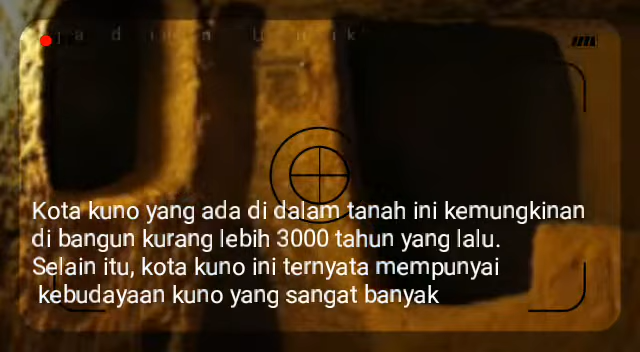 Kota kuno yang ada di dalam tanah ini kemungkinan
di bangun kurang lebih 3000 tahun yang lalu.
Selain itu, kota kuno ini ternyata mempunyai
kebudayaan kuno yang sangat banyak